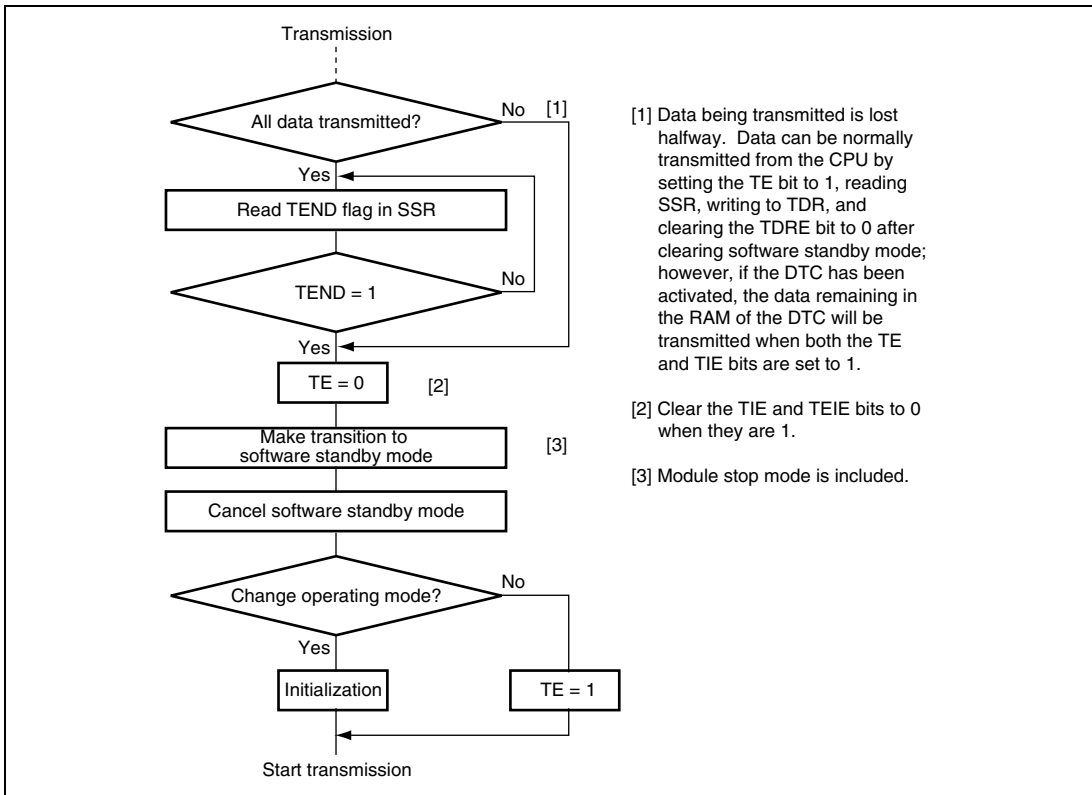 Transmission
All data transmitted?
No
[1]
Yes
Read TEND flag in SSR
TEND = 1
No
Yes
TE = 0
[2]
Make transition to
software standby mode
[3]
Cancel software standby mode
Change operating mode?
No
Yes
Initialization
TE = 1
Start transmission
[1] Data being transmitted is lost
halfway. Data can be normally
transmitted from the CPU by
setting the TE bit to 1, reading
SSR, writing to TDR, and
clearing the TDRE bit to 0 after
clearing software standby mode;
however, if the DTC has been
activated, the data remaining in
the RAM of the DTC will be
transmitted when both the TE
and TIE bits are set to 1.
[2] Clear the TIE and TEIE bits to 0
when they are 1.
[3] Module stop mode is included.